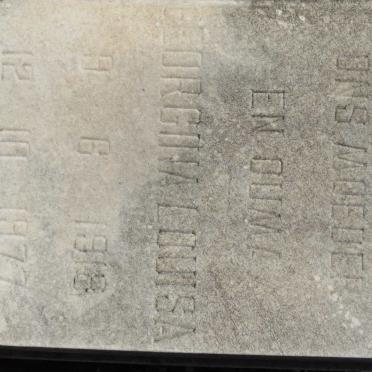 ONS MOEDER
EN OUMA
GEORGINA LOUISA
9 6 1918
12 10 1977